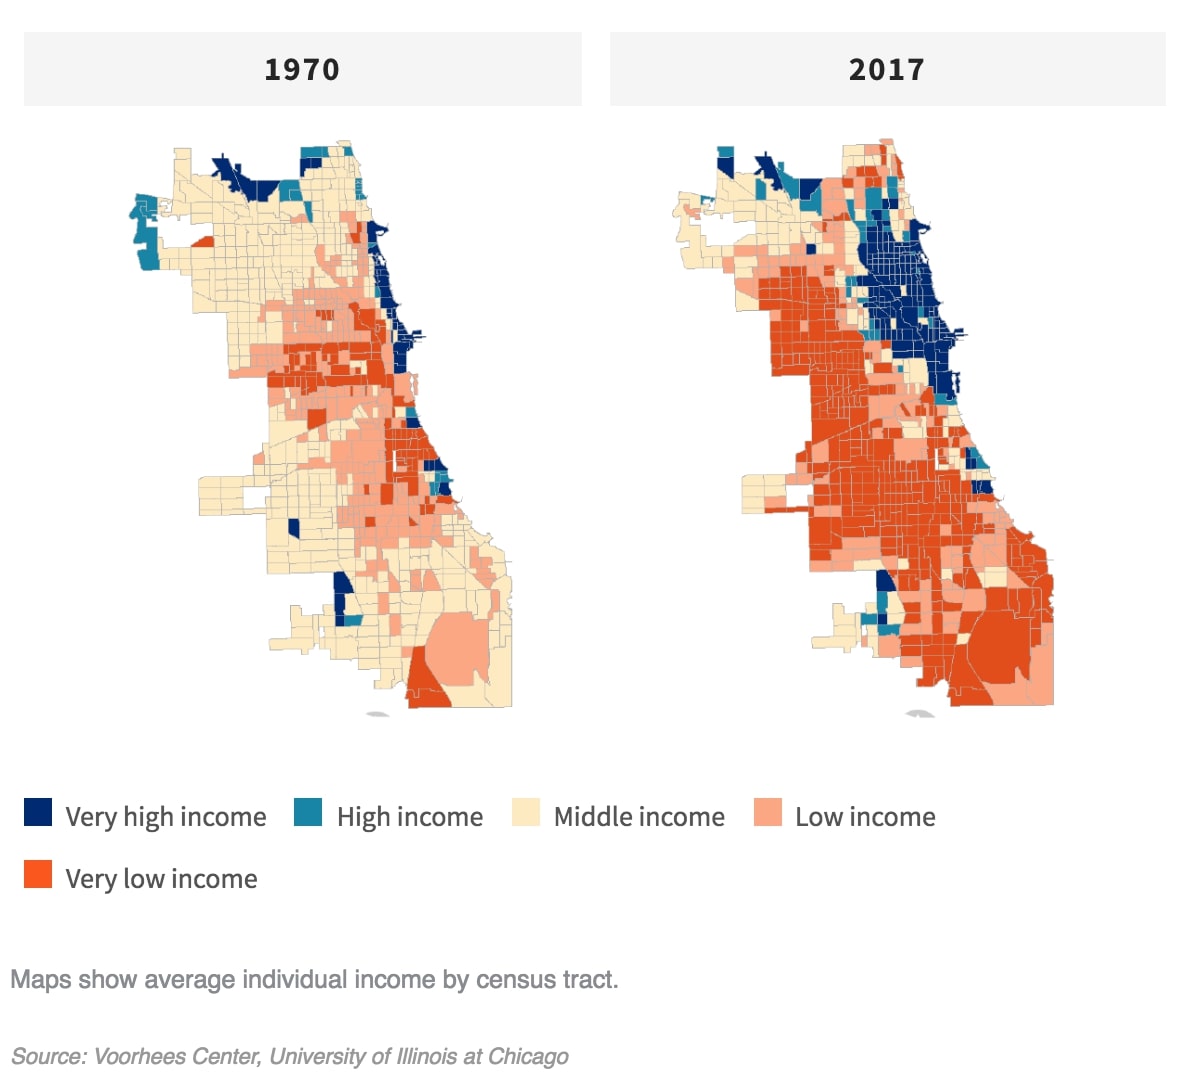 1970
2017
Very high income
High income
Middle income
Low income
Very low income
Maps show average individual income by census tract.
Source: Voorhees Center, University of Illinois at Chicago